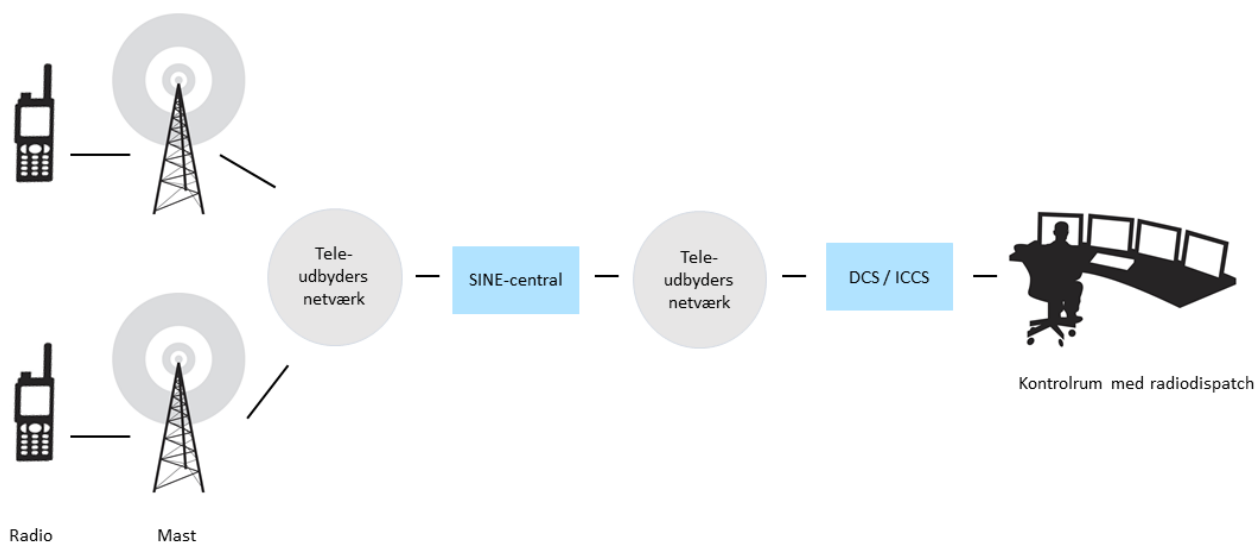 Tele-
udbyders
netværk
SINE-central
Tele-
udbyders
netværk
DCS / ICCS
Kontrolrum med radiodispatch
Radio
Mast